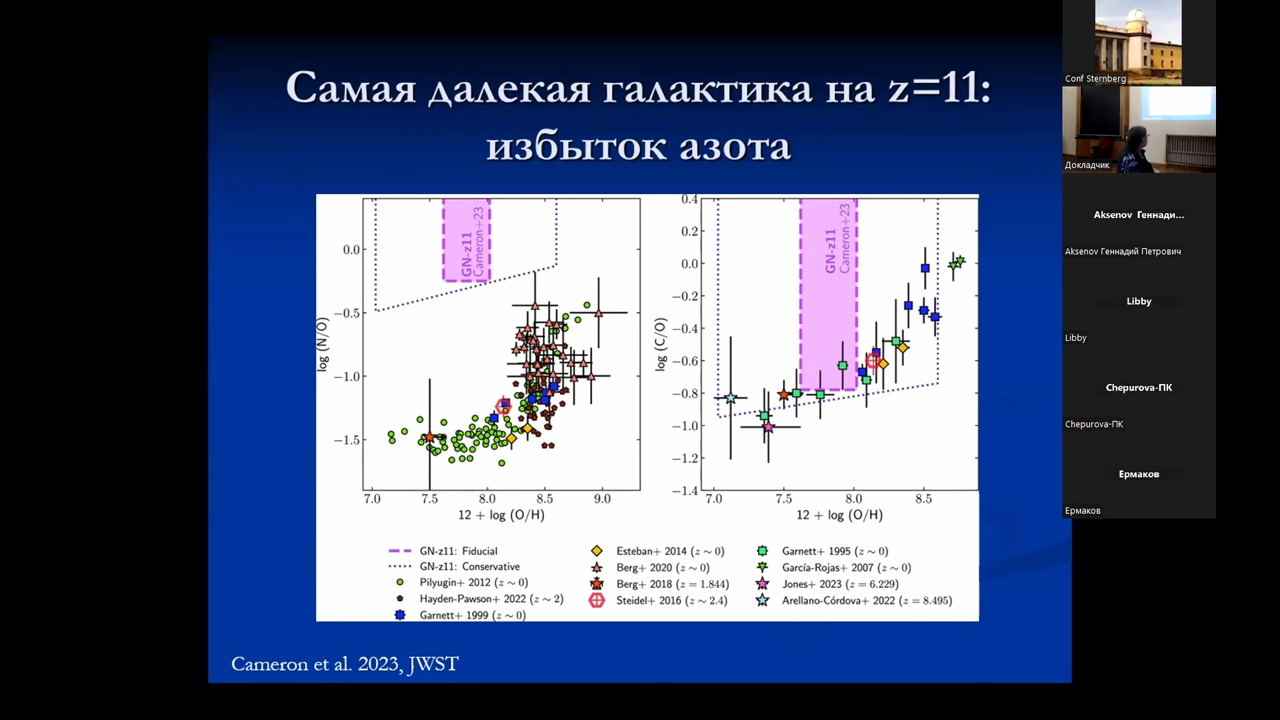 Самая далекая галактика на z=11:
избыток азота
GN-z11
Cameron+23
log (N/O)
0.0
−0.5
−1.0
−1.5
7.0 7.5 8.0 8.5 9.0
12 + log (O/H)
GN-z11
Cameron+23
log (C/O)
0.4
0.2
0.0
−0.2
−0.4
−0.6
−0.8
−1.0
−1.2
−1.4
7.0 7.5 8.0 8.5
12 + log (O/H)
GN-z11: Fiducial
GN-z11: Conservative
Pilyugin+ 2012 (z ~ 0)
Hayden-Pawson+ 2022 (z ~ 2)
Garnett+ 1999 (z ~ 0)
Esteban+ 2014 (z ~ 0)
Berg+ 2020 (z ~ 0)
Berg+ 2018 (z = 1.844)
Steidel+ 2016 (z ~ 2.4)
Garnett+ 1995 (z ~ 0)
García-Rojas+ 2007 (z ~ 0)
Jones+ 2023 (z = 6.229)
Arellano-Córdova+ 2022 (z = 8.495)
Cameron et al. 2023, JWST
Conf Sternberg
Докладчик
Aksenov Геннади...
Aksenov Геннадий Петрович
Libby
Libby
Chepurova-ПК
Chepurova-ПК
Ермаков
Ермаков